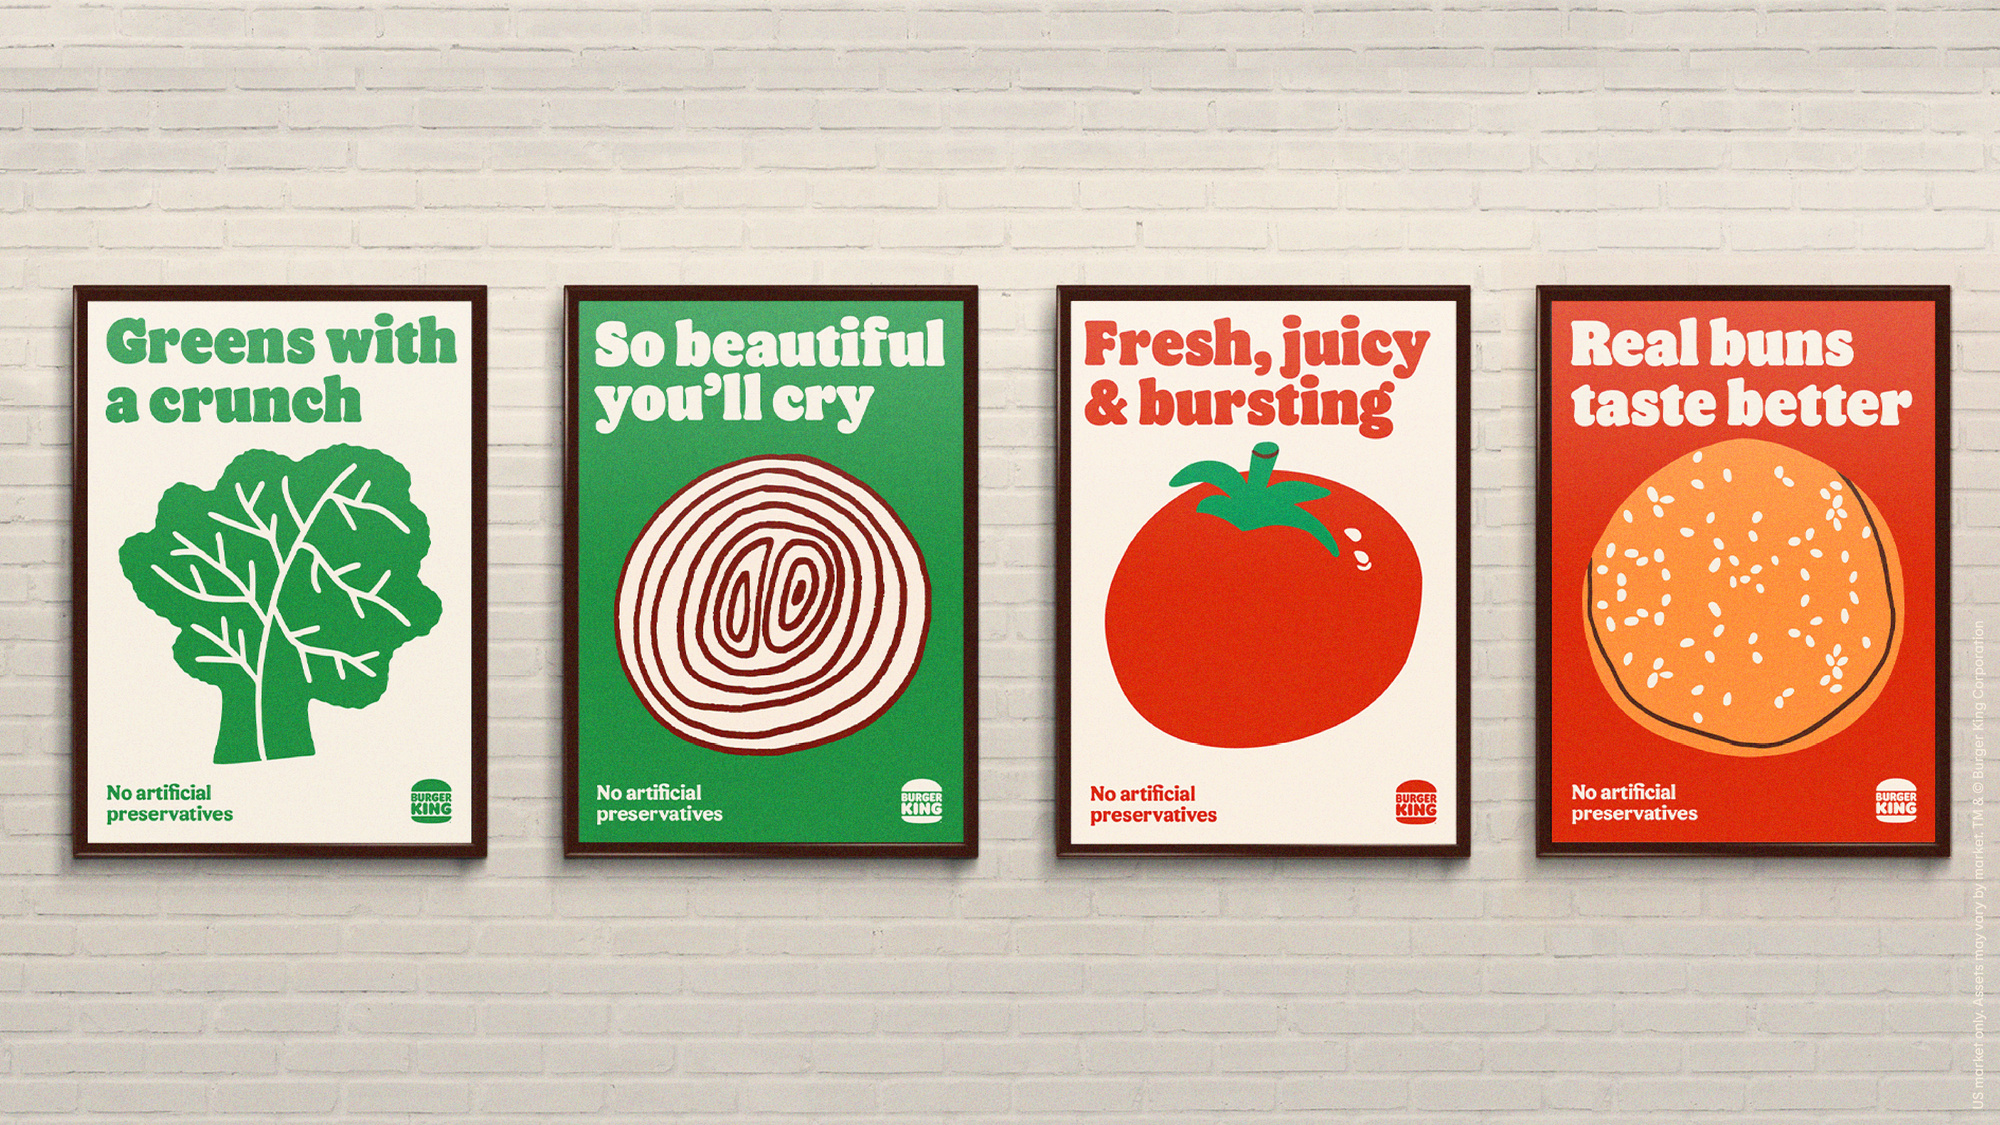 Greens with
a crunch
No artificial
preservatives
BURGER
KING
So beautiful
you’ll cry
No artificial
preservatives
BURGER
KING
Fresh, juicy
& bursting
No artificial
preservatives
BURGER
KING
Real buns
taste better
No artificial
preservatives
BURGER
KING
US market only. Assets may vary by market. TM & © Burger King Corporation